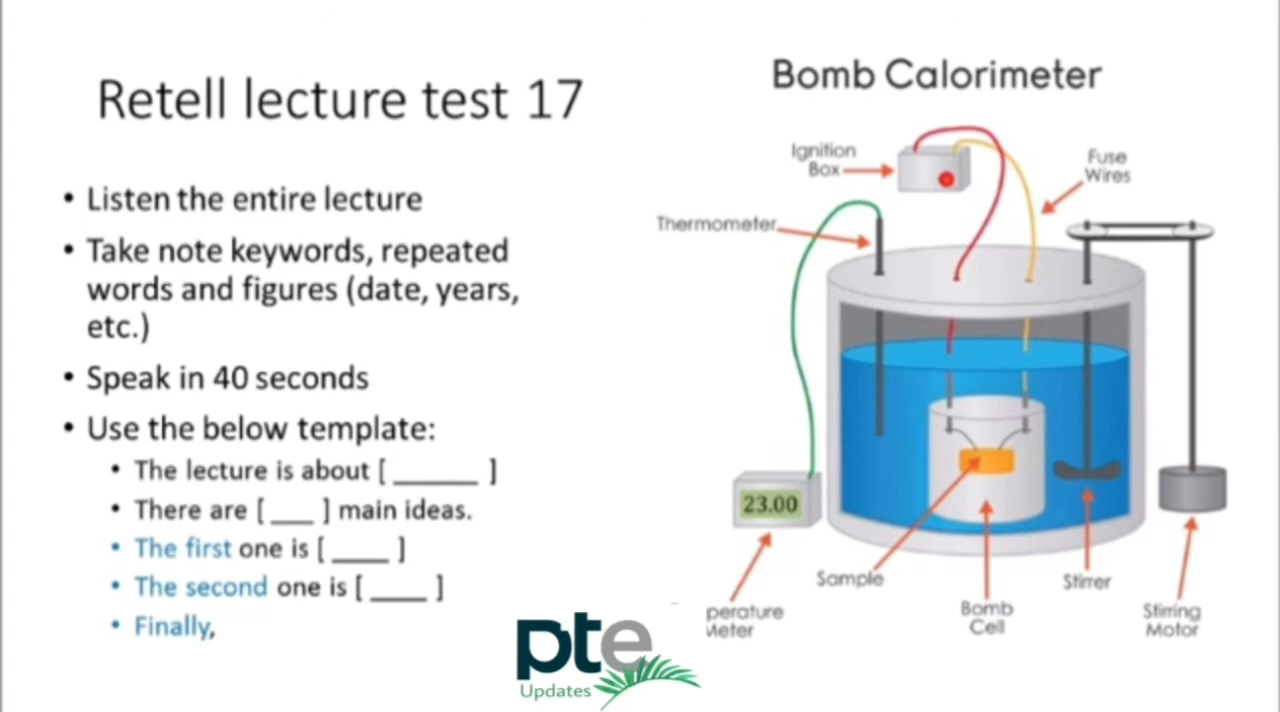 Retell lecture test 17
• Listen the entire lecture
• Take note keywords, repeated
words and figures (date, years,
etc.)
• Speak in 40 seconds
• Use the below template:
• The lecture is about [ ______ ]
• There are [ ___ ] main ideas.
• The first one is [ ____ ]
• The second one is [ ____ ]
• Finally,
Bomb Calorimeter
Ignition
Box
Fuse
Wires
Thermometer
23.00
Sample
Stirrer
perature
Meter
Bomb
Cell
Stirring
Motor
pte
Updates